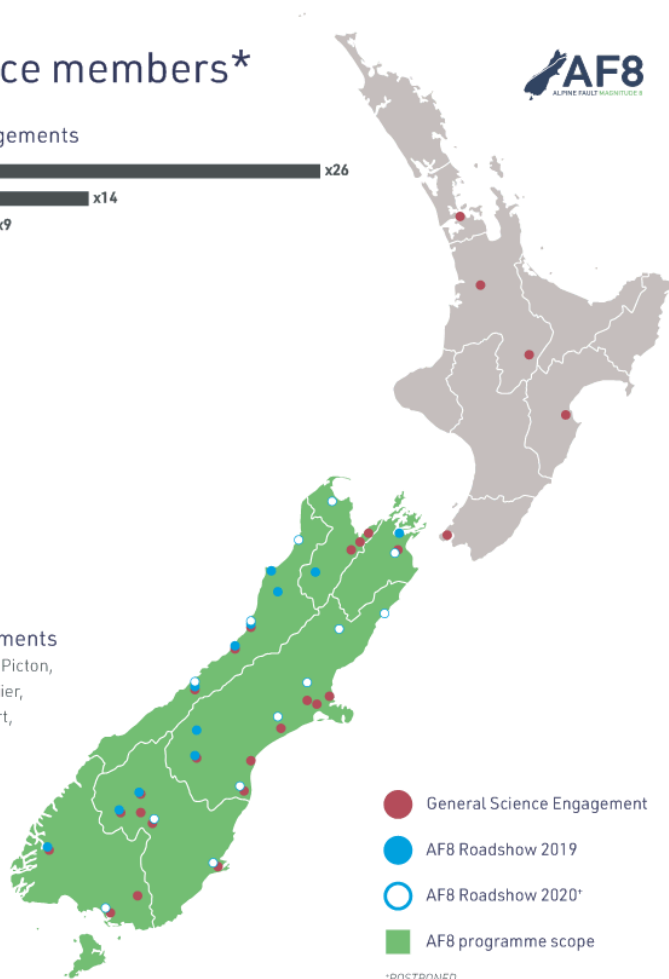 ce members*
AF8
ALPINE FAULT MAGNITUDE 8
gements
x26
x14
x9
ments
Picton,
ier,
t,
General Science Engagement
AF8 Roadshow 2019
AF8 Roadshow 2020⁺
AF8 programme scope
⁺POSTPONED